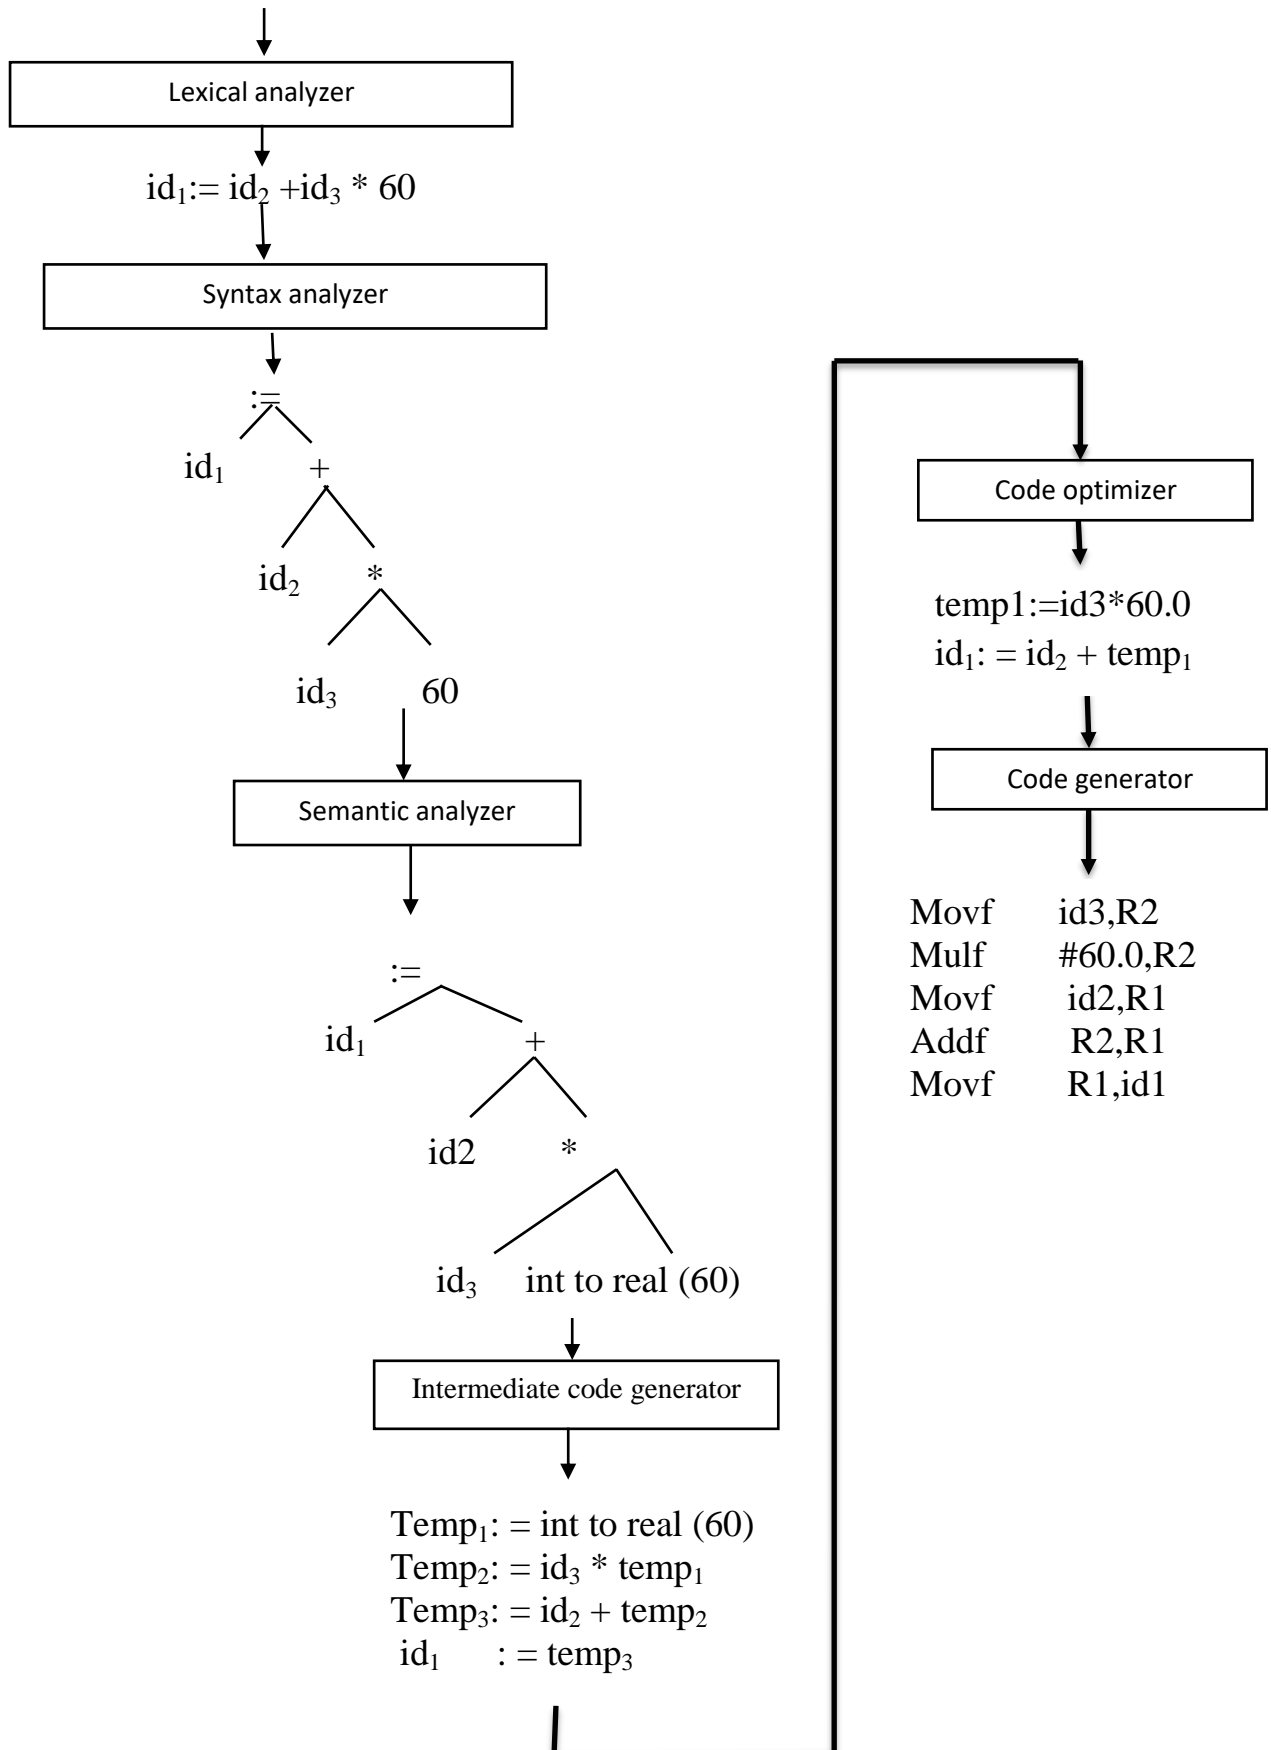 Lexical analyzer
id₁:= id₂ +id₃ * 60
Syntax analyzer
:=
id₁ +
id₂ *
id₃ 60
Semantic analyzer
:=
id₁ +
id2 *
id₃ int to real (60)
Intermediate code generator
Temp₁: = int to real (60)
Temp₂: = id₃ * temp₁
Temp₃: = id₂ + temp₂
id₁ : = temp₃
Code optimizer
temp1:=id3*60.0
id₁: = id₂ + temp₁
Code generator
Movf id3,R2
Mulf #60.0,R2
Movf id2,R1
Addf R2,R1
Movf R1,id1